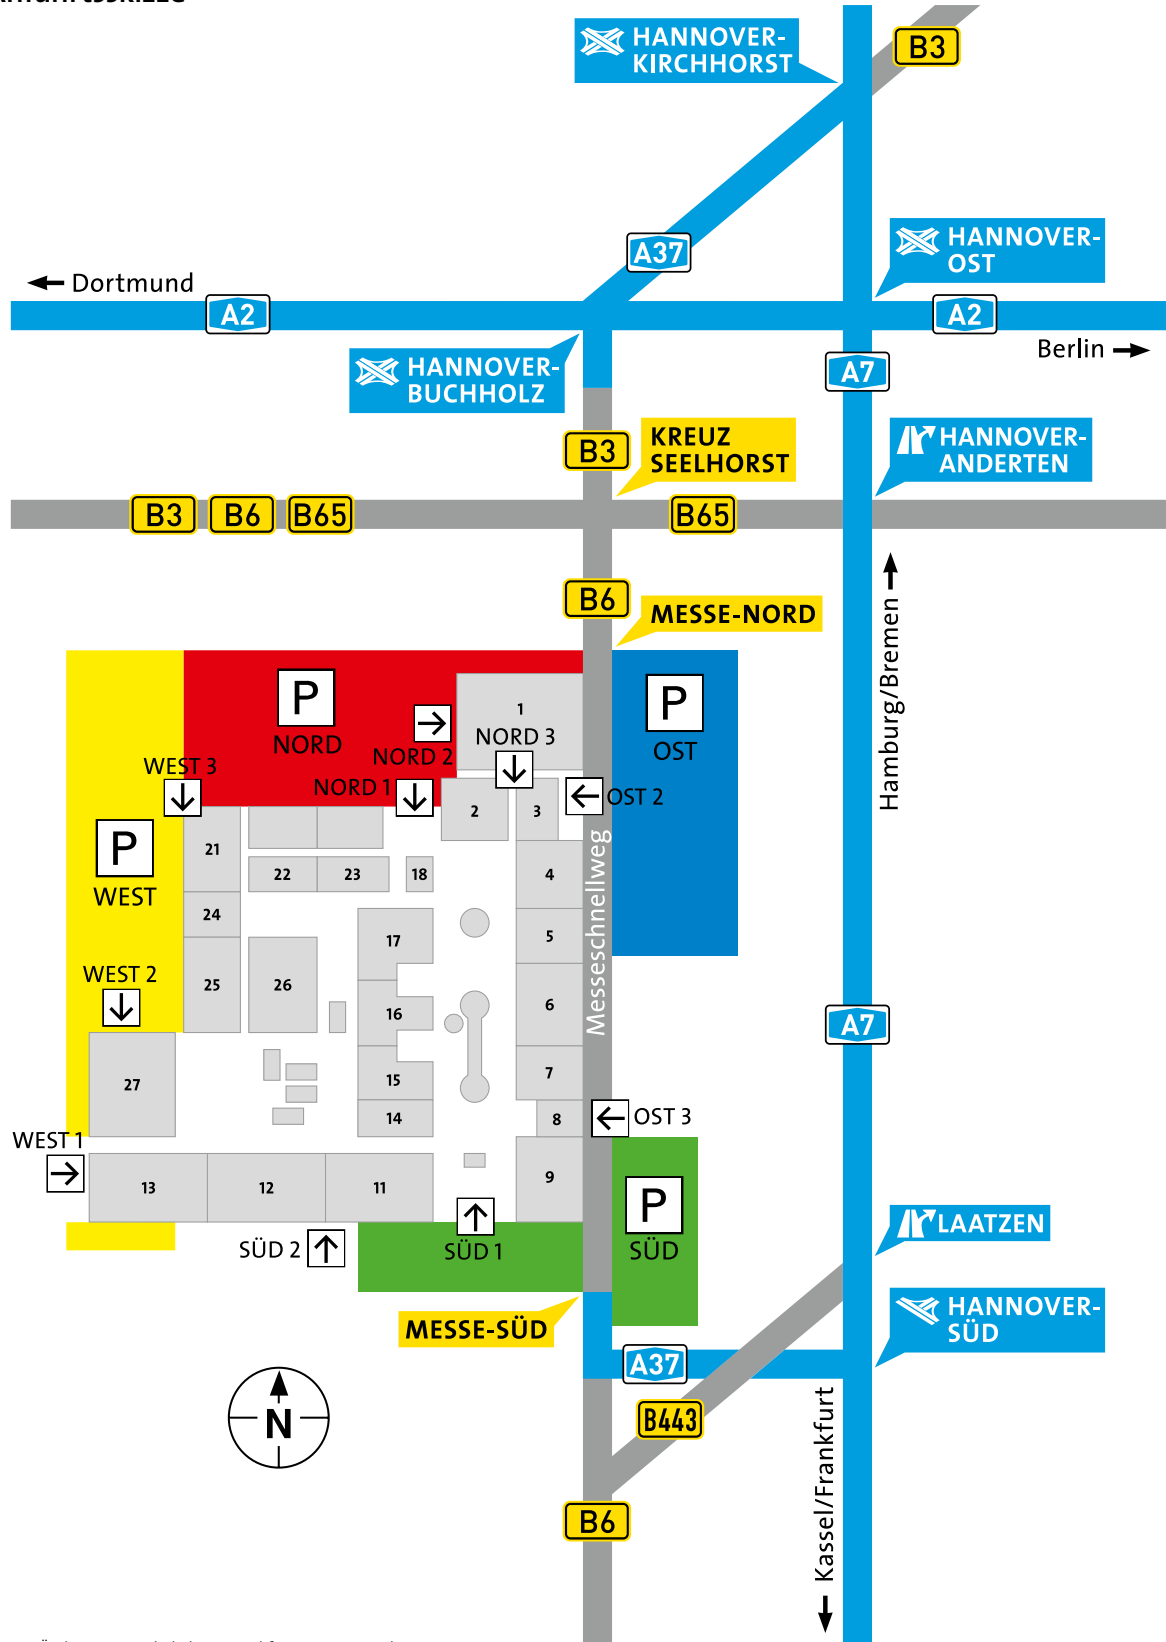 HANNOVER-
KIRCHHORST
B3
A37
HANNOVER-
OST
Dortmund
A2
A2
Berlin
HANNOVER-
BUCHHOLZ
A7
B3
KREUZ
SEELHORST
HANNOVER-
ANDERTEN
B3
B6
B65
B65
B6
MESSE-NORD
Hamburg/Bremen
P
NORD
P
OST
1
NORD 2
NORD 3
WEST 3
NORD 1
OST 2
2
3
P
WEST
21
22
23
18
4
Messeschnellweg
24
17
5
WEST 2
25
26
16
6
A7
27
15
7
14
8
OST 3
WEST 1
13
12
11
9
P
SÜD
SÜD 2
SÜD 1
LAATZEN
MESSE-SÜD
HANNOVER-
SÜD
A37
N
B443
Kassel/Frankfurt
B6